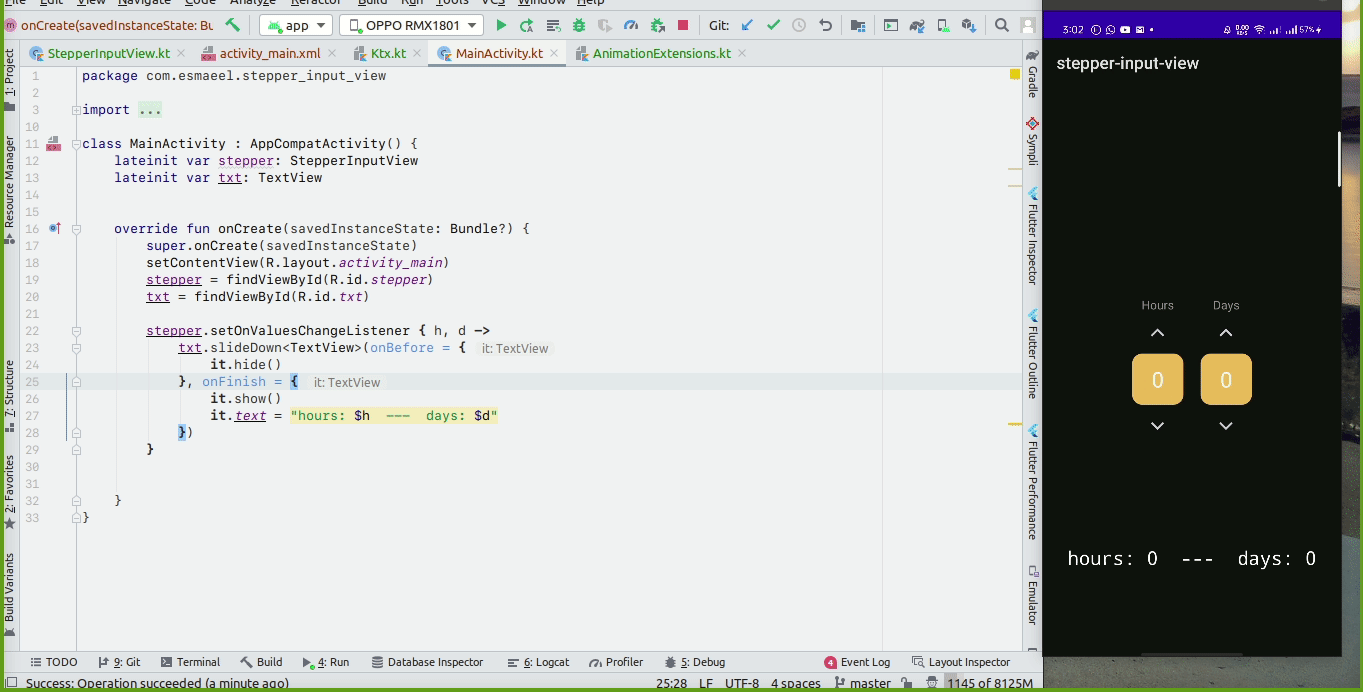 File Edit View Navigate Code Analyze Refactor Build Run Tools VCS Window Help
onCreate(savedInstanceState: Bu app OPPO RMX1801 Git:
StepperInputView.kt activity_main.xml Ktx.kt MainActivity.kt AnimationExtensions.kt
1 package com.esmaeel.stepper_input_view
2
3 import ...
10
11 class MainActivity : AppCompatActivity() {
12 lateinit var stepper: StepperInputView
13 lateinit var txt: TextView
14
15
16 override fun onCreate(savedInstanceState: Bundle?) {
17 super.onCreate(savedInstanceState)
18 setContentView(R.layout.activity_main)
19 stepper = findViewById(R.id.stepper)
20 txt = findViewById(R.id.txt)
21
22 stepper.setOnValuesChangeListener { h, d ->
23 txt.slideDown<TextView>(onBefore = { it: TextView
24 it.hide()
25 }, onFinish = { it: TextView
26 it.show()
27 it.text = "hours: $h --- days: $d"
28 })
29 }
30
31
32 }
33 }
1: Project
Resource Manager
7: Structure
2: Favorites
Build Variants
Gradle
Sympli
Flutter Inspector
Flutter Outline
Flutter Performance
Emulator
TODO 9: Git Terminal Build 4: Run Database Inspector 6: Logcat Profiler 5: Debug 4 Event Log Layout Inspector
Success: Operation succeeded (a minute ago) 25:28 LF UTF-8 4 spaces master 1145 of 8125M
3:02 57%
stepper-input-view
Hours Days
0 0
hours: 0 --- days: 0